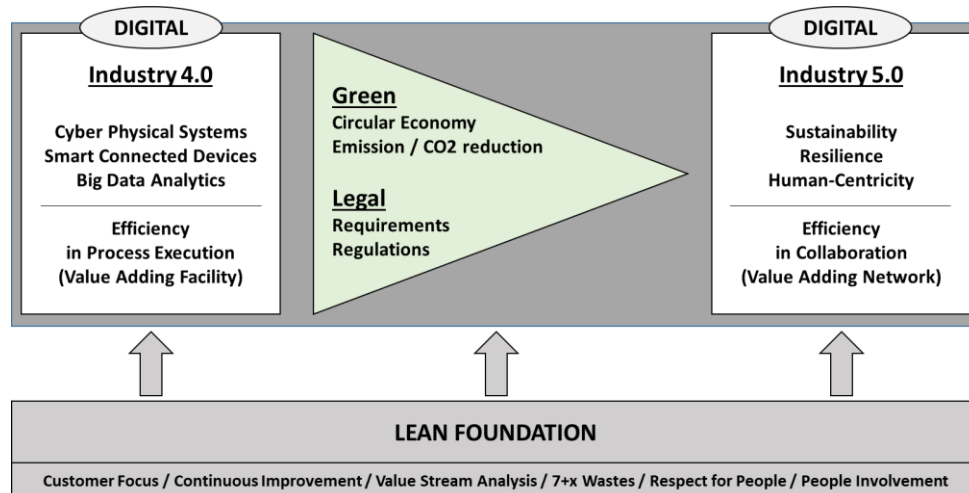 DIGITAL
Industry 4.0
Cyber Physical Systems
Smart Connected Devices
Big Data Analytics
Efficiency
in Process Execution
(Value Adding Facility)
Green
Circular Economy
Emission / CO2 reduction
Legal
Requirements
Regulations
DIGITAL
Industry 5.0
Sustainability
Resilience
Human-Centricity
Efficiency
in Collaboration
(Value Adding Network)
LEAN FOUNDATION
Customer Focus / Continuous Improvement / Value Stream Analysis / 7+x Wastes / Respect for People / People Involvement